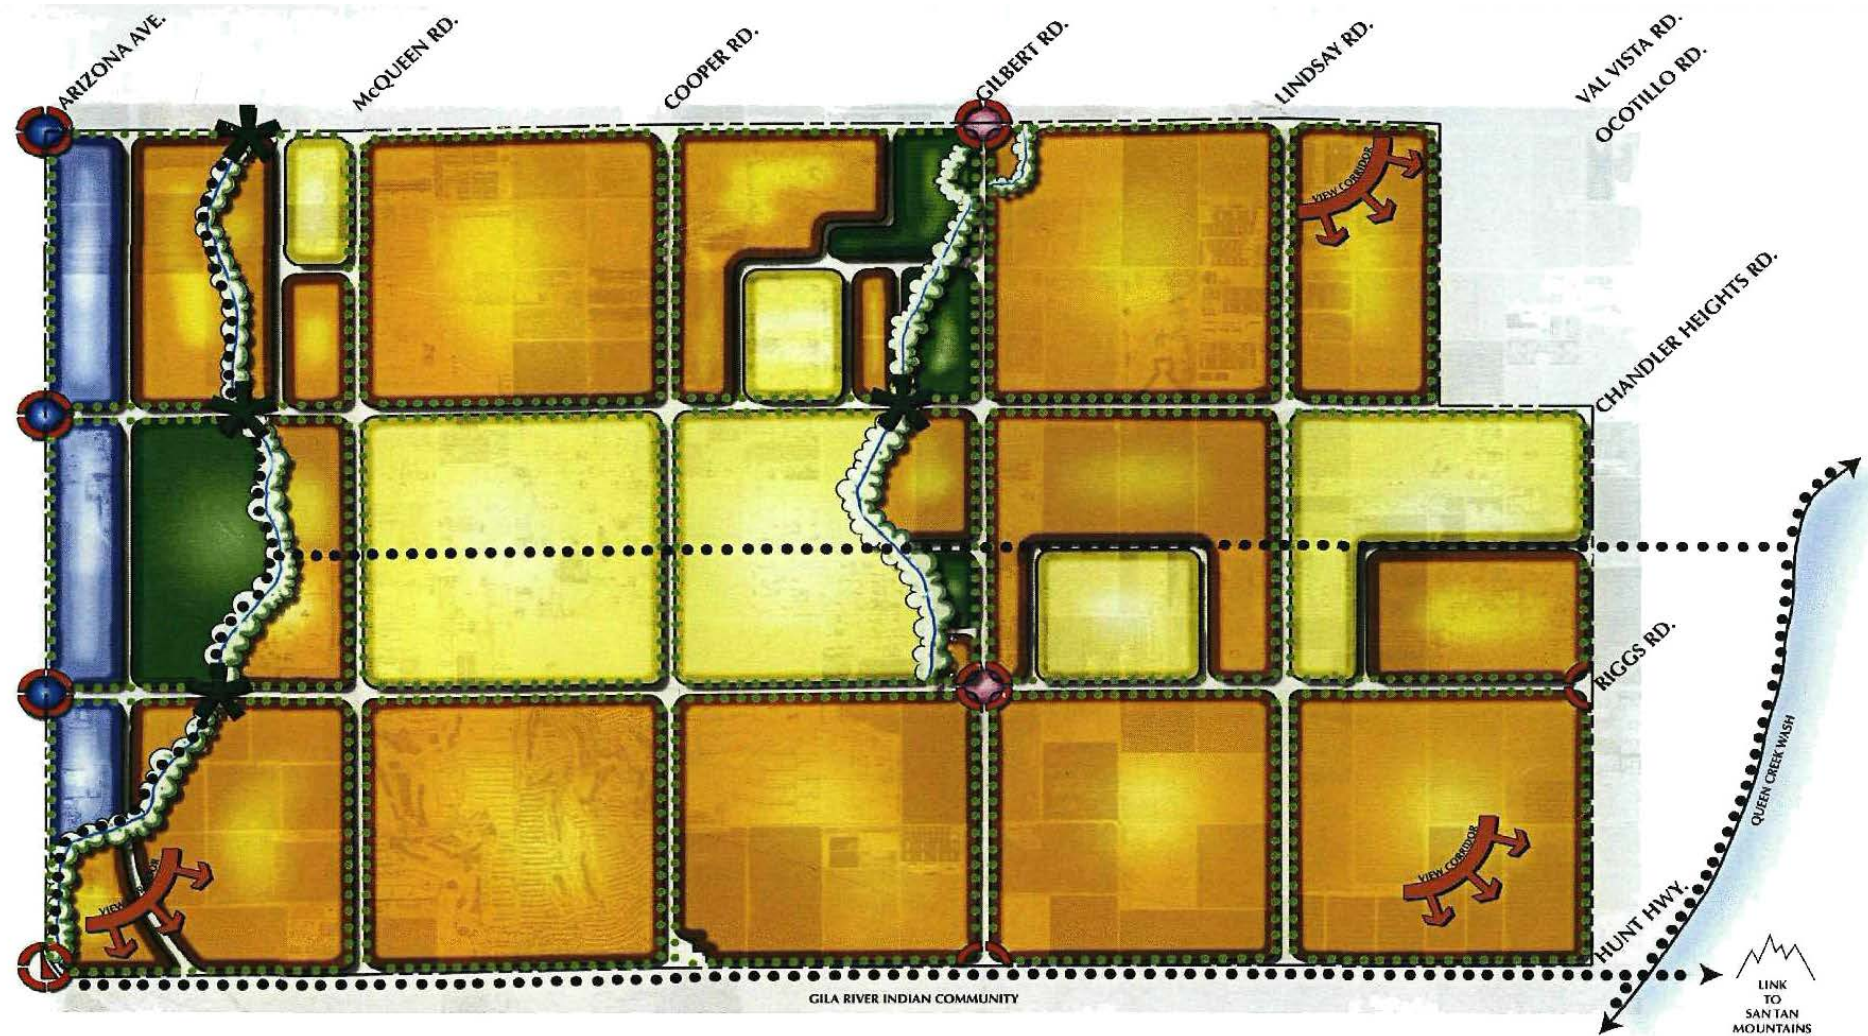 ARIZONA AVE.
McQUEEN RD.
COOPER RD.
GILBERT RD.
LINDSAY RD.
VAL VISTA RD.
OCOTILLO RD.
VIEW CORRIDOR
CHANDLER HEIGHTS RD.
RIGGS RD.
QUEEN CREEK WASH
VIEW CORRIDOR
VIEW
HUNT HWY.
GILA RIVER INDIAN COMMUNITY
LINK
TO
SAN TAN
MOUNTAINS